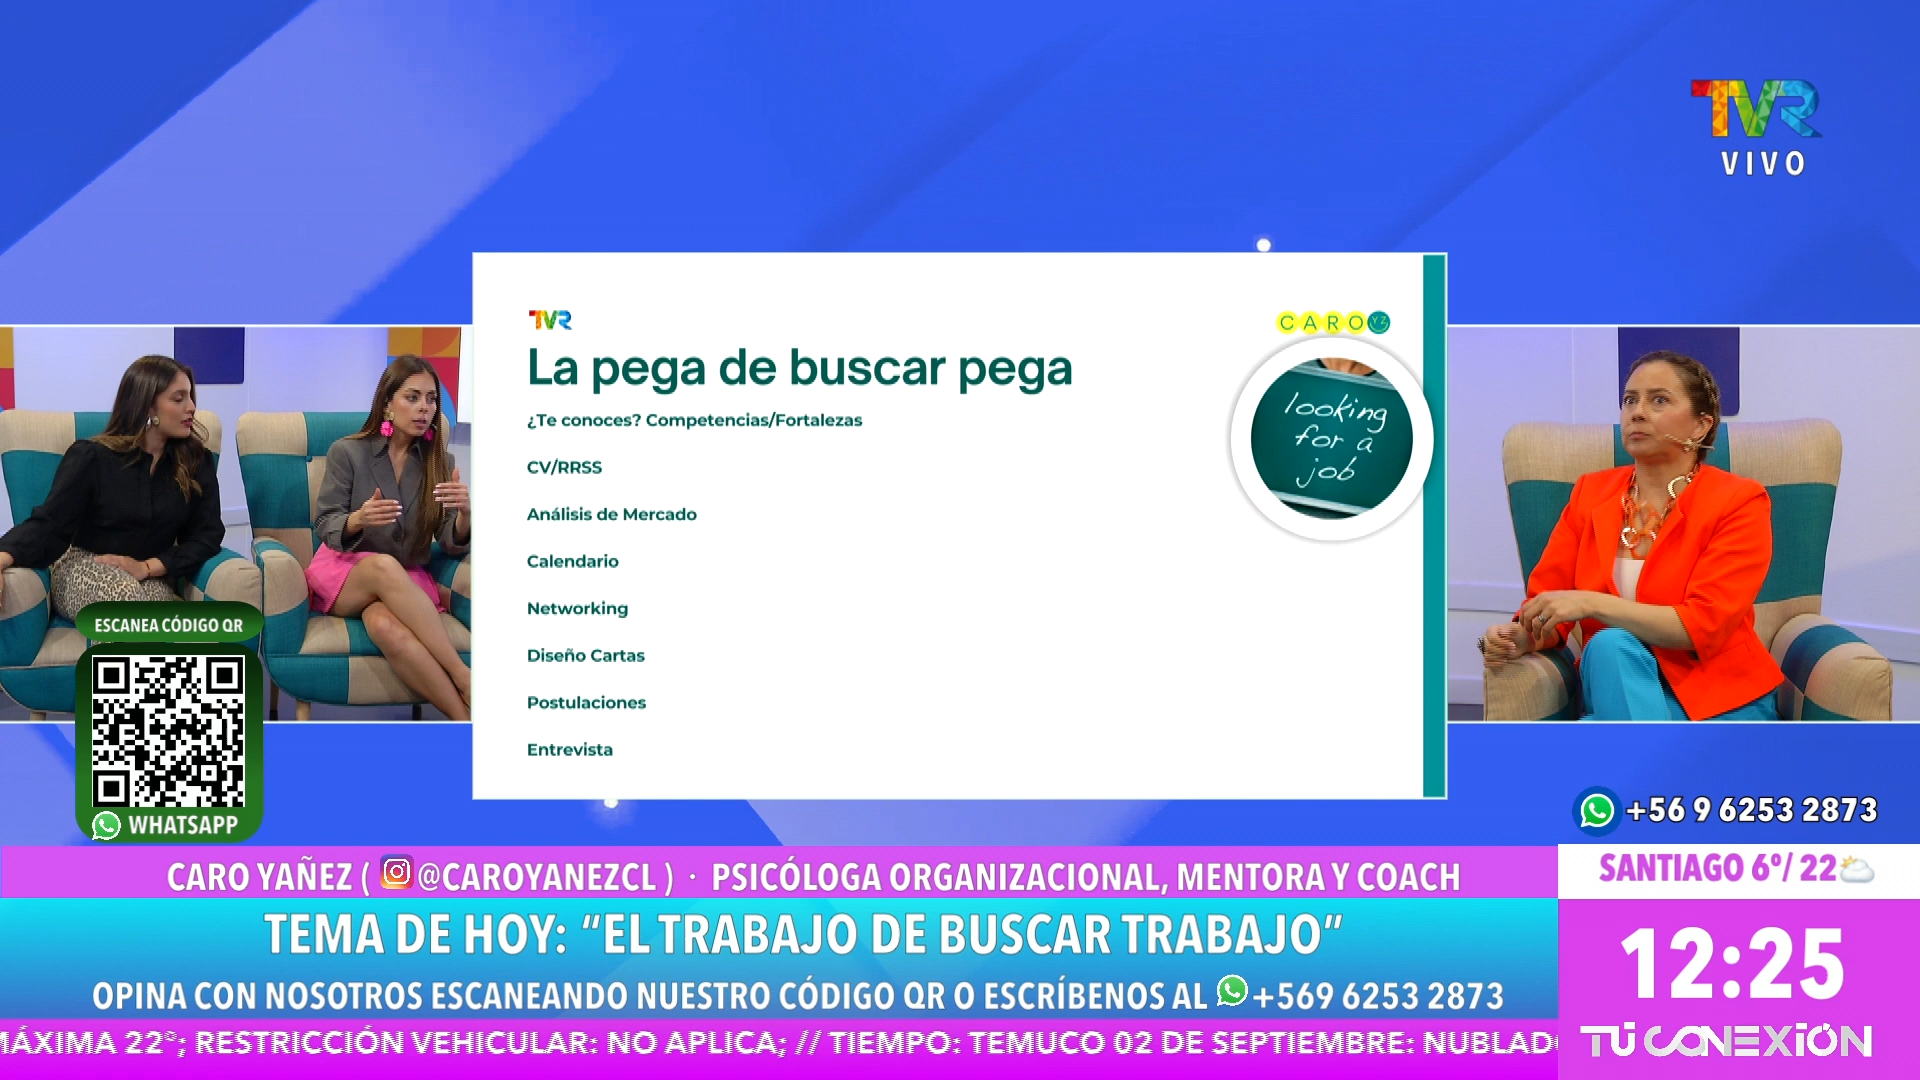 TVR
VIVO
TVR
CARO YZ
La pega de buscar pega
looking
for a
job
¿Te conoces? Competencias/Fortalezas
CV/RRSS
Análisis de Mercado
Calendario
Networking
Diseño Cartas
Postulaciones
Entrevista
ESCANEA CÓDIGO QR
WHATSAPP
+56 9 6253 2873
CARO YAÑEZ ( @CAROYANEZCL ) · PSICÓLOGA ORGANIZACIONAL, MENTORA Y COACH
SANTIAGO 6º/ 22
TEMA DE HOY: “EL TRABAJO DE BUSCAR TRABAJO”
12:25
OPINA CON NOSOTROS ESCANEANDO NUESTRO CÓDIGO QR O ESCRÍBENOS AL +569 6253 2873
MÁXIMA 22°; RESTRICCIÓN VEHICULAR: NO APLICA; // TIEMPO: TEMUCO 02 DE SEPTIEMBRE: NUBLADO
TÚ CONEXIÓN